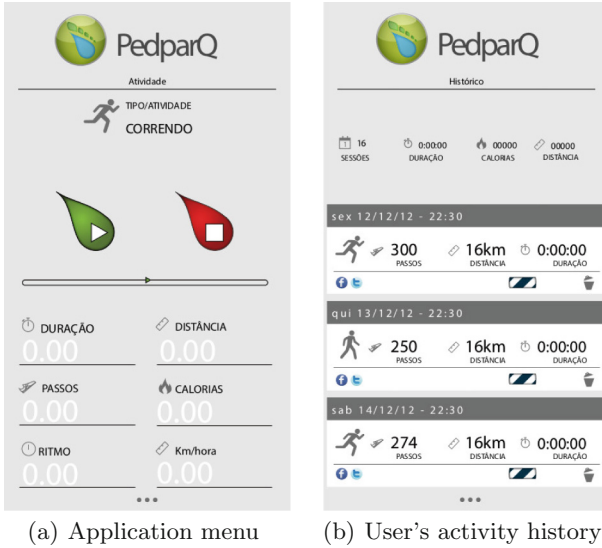 PedparQ
Atividade
TIPO/ATIVIDADE
CORRENDO
DURAÇÃO
0.00
DISTÂNCIA
0.00
PASSOS
0.00
CALORIAS
0.00
RITMO
0.00
Km/hora
0.00
(a) Application menu
PedparQ
Histórico
16 0:00:00 00000 00000
SESSÕES DURAÇÃO CALORIAS DISTÂNCIA
sex 12/12/12 - 22:30
300 16km 0:00:00
PASSOS DISTÂNCIA DURAÇÃO
qui 13/12/12 - 22:30
250 16km 0:00:00
PASSOS DISTÂNCIA DURAÇÃO
sab 14/12/12 - 22:30
274 16km 0:00:00
PASSOS DISTÂNCIA DURAÇÃO
(b) User's activity history